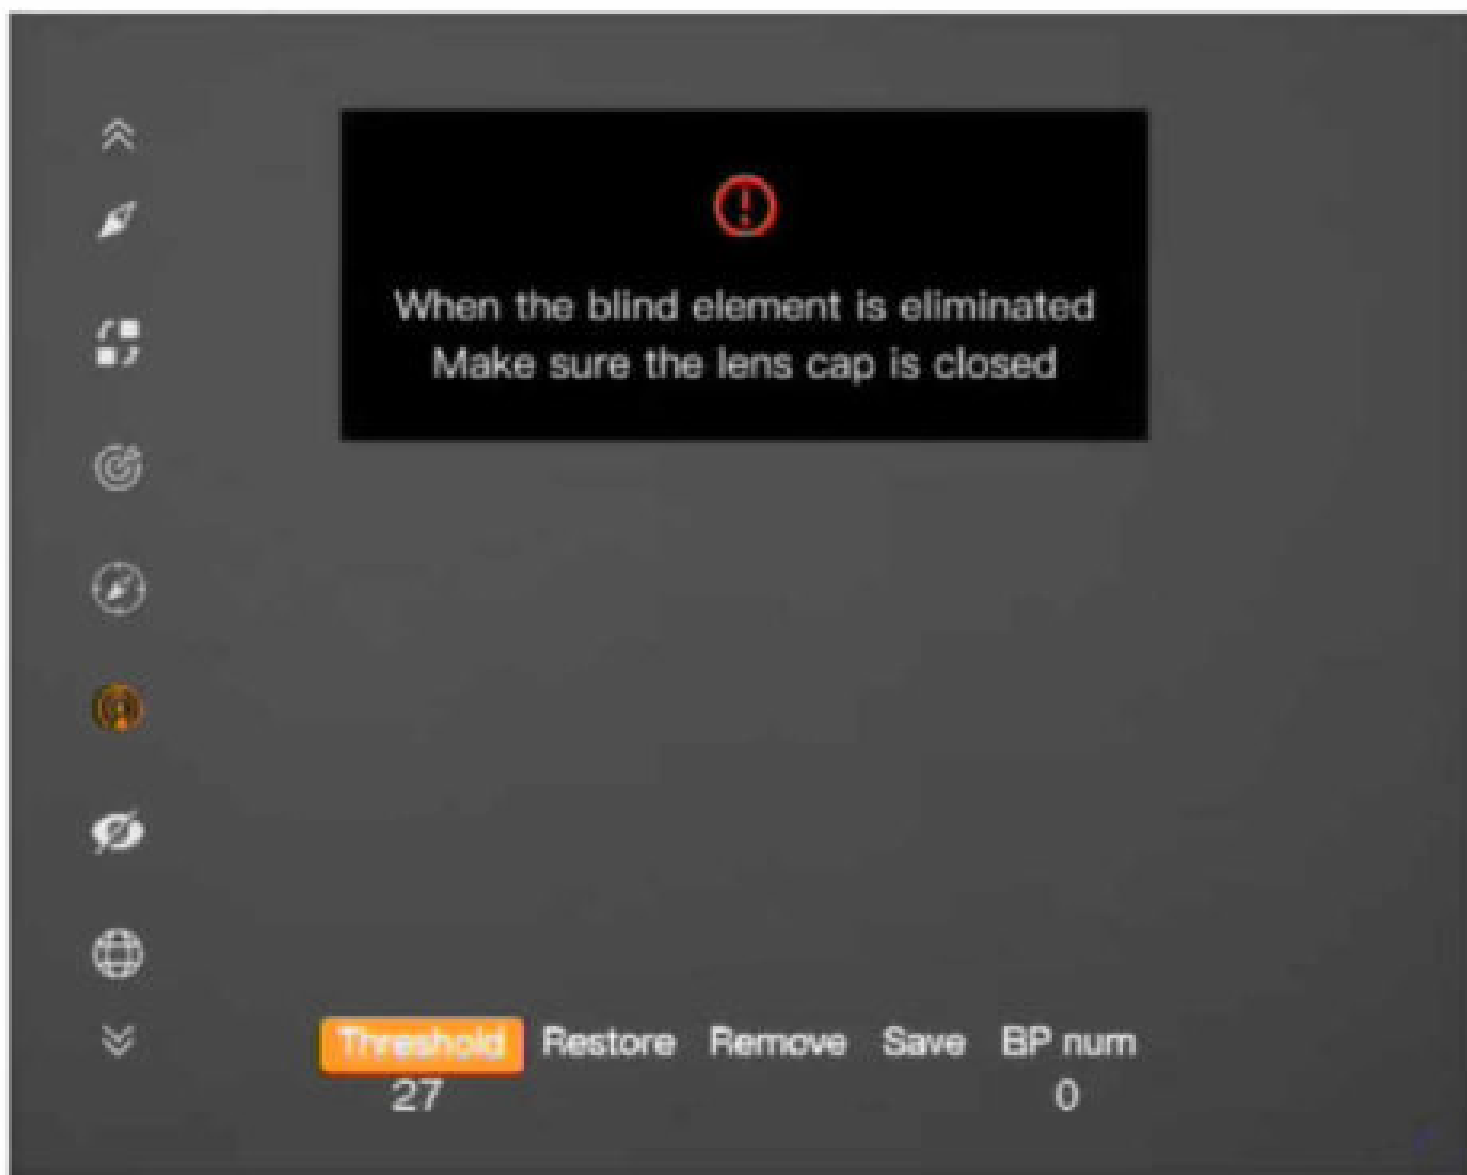 When the blind element is eliminated
Make sure the lens cap is closed
Threshold Restore Remove Save BP num
27 0